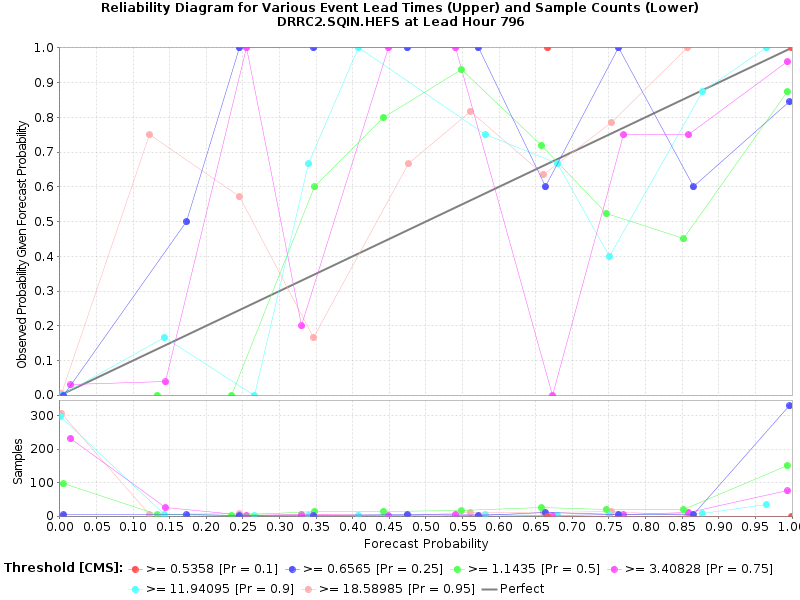 Reliability Diagram for Various Event Lead Times (Upper) and Sample Counts (Lower)
DRRC2.SQIN.HEFS at Lead Hour 796
Observed Probability Given Forecast Probability
1.0
0.9
0.8
0.7
0.6
0.5
0.4
0.3
0.2
0.1
0.0
Samples
300
200
100
0
0.00 0.05 0.10 0.15 0.20 0.25 0.30 0.35 0.40 0.45 0.50 0.55 0.60 0.65 0.70 0.75 0.80 0.85 0.90 0.95 1.0
Forecast Probability
Threshold [CMS]: >= 0.5358 [Pr = 0.1] >= 0.6565 [Pr = 0.25] >= 1.1435 [Pr = 0.5] >= 3.40828 [Pr = 0.75]
>= 11.94095 [Pr = 0.9] >= 18.58985 [Pr = 0.95] Perfect